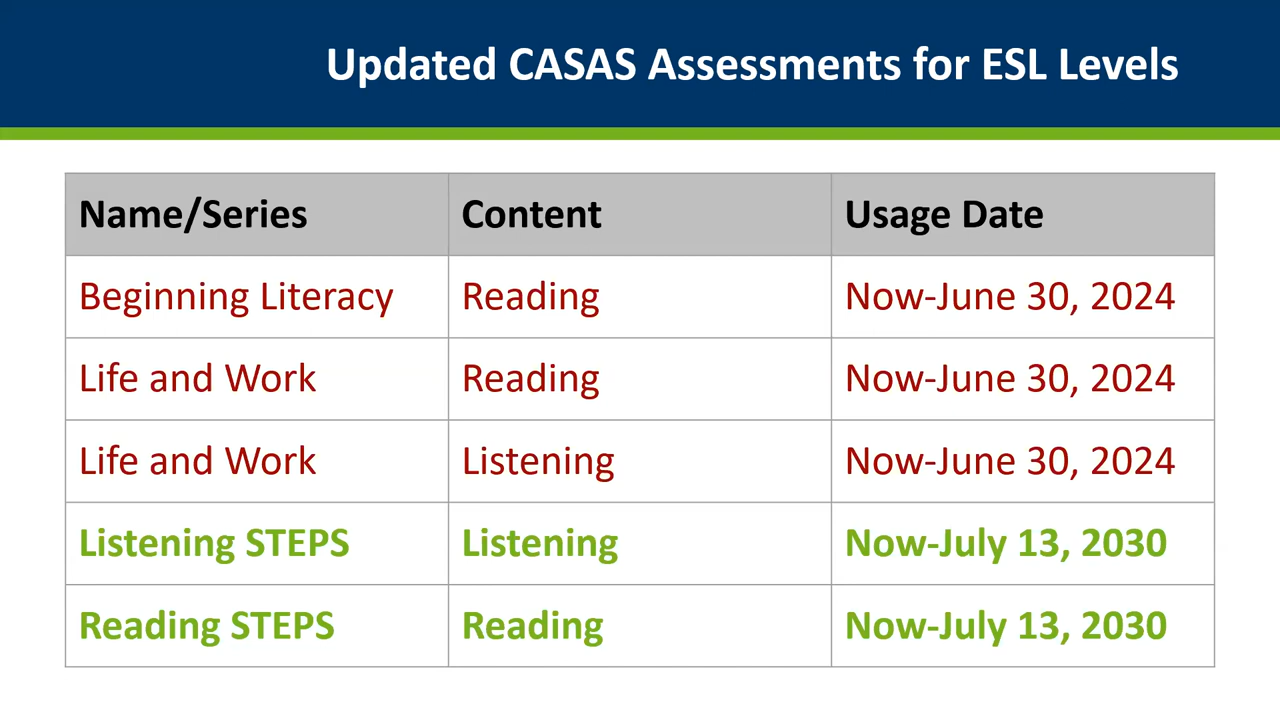 Updated CASAS Assessments for ESL Levels
Name/Series Content Usage Date
Beginning Literacy Reading Now-June 30, 2024
Life and Work Reading Now-June 30, 2024
Life and Work Listening Now-June 30, 2024
Listening STEPS Listening Now-July 13, 2030
Reading STEPS Reading Now-July 13, 2030